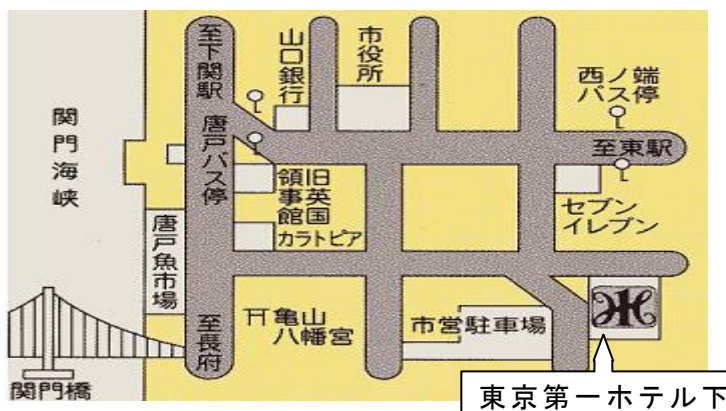 至下関駅
山口銀行
市役所
西ノ端
バス停
関門海峡
唐戸バス停
至東駅
旧英国
領事館
カラトピア
セブン
イレブン
唐戸魚市場
亀山
八幡宮
市営駐車場
至長府
関門橋
東京第一ホテル下